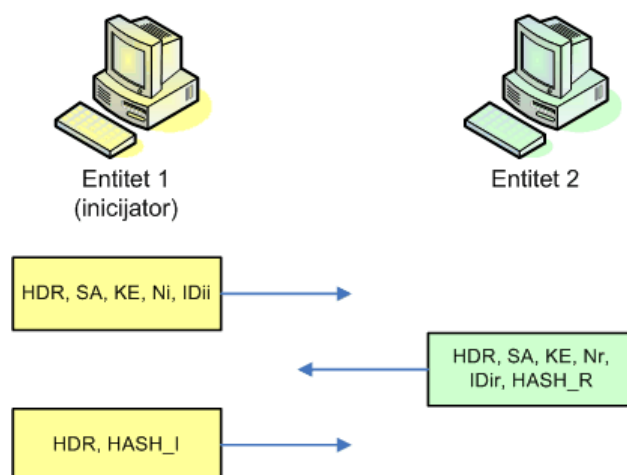 Entitet 1
(inicijator)
Entitet 2
HDR, SA, KE, Ni, IDii
HDR, SA, KE, Nr,
IDir, HASH_R
HDR, HASH_I